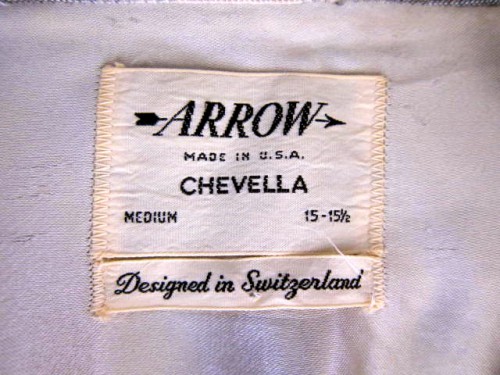 ARROW
MADE IN U.S.A.
CHEVELLA
MEDIUM 15-15½
Designed in Switzerland